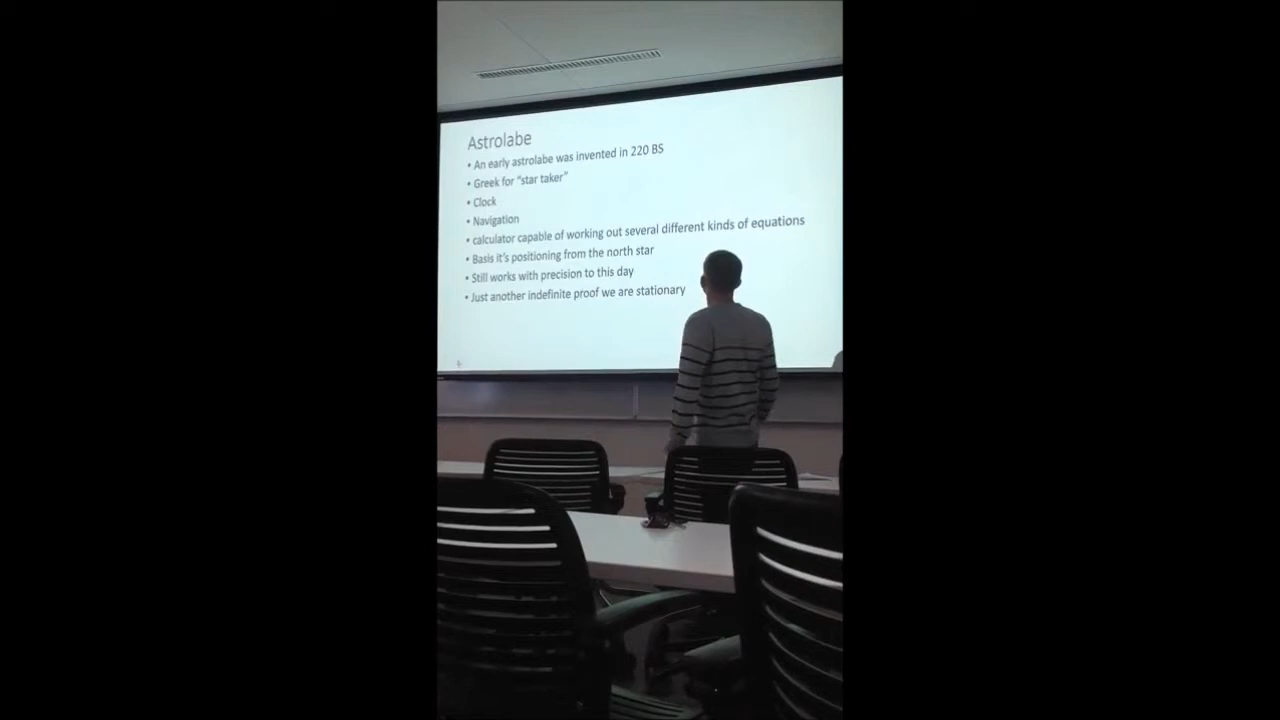 Astrolabe
• An early astrolabe was invented in 220 BS
• Greek for “star taker”
• Clock
• Navigation
• calculator capable of working out several different kinds of equations
• Basis it’s positioning from the north star
• Still works with precision to this day
• Just another indefinite proof we are stationary